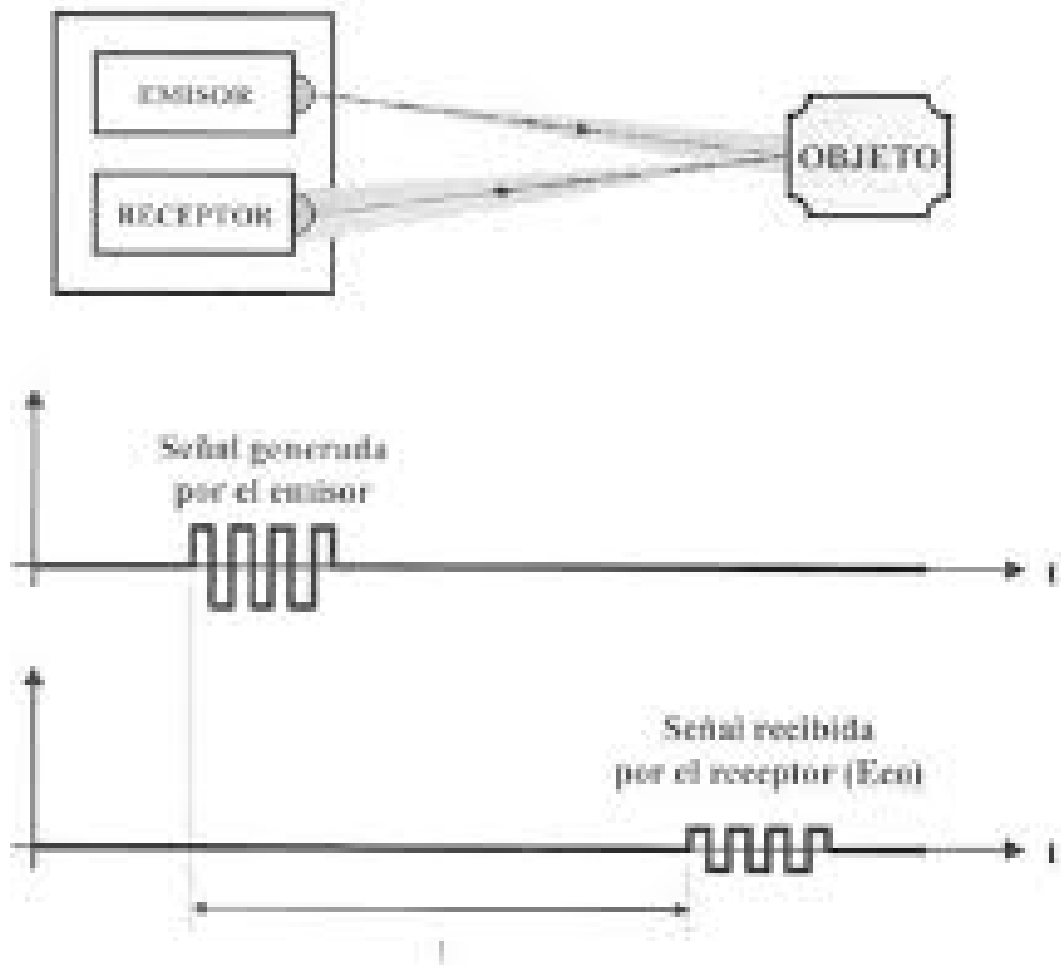 EMISOR
OBJETO
RECEPTOR
Señal generada
por el emisor
t
Señal recibida
por el receptor (Eco)
t